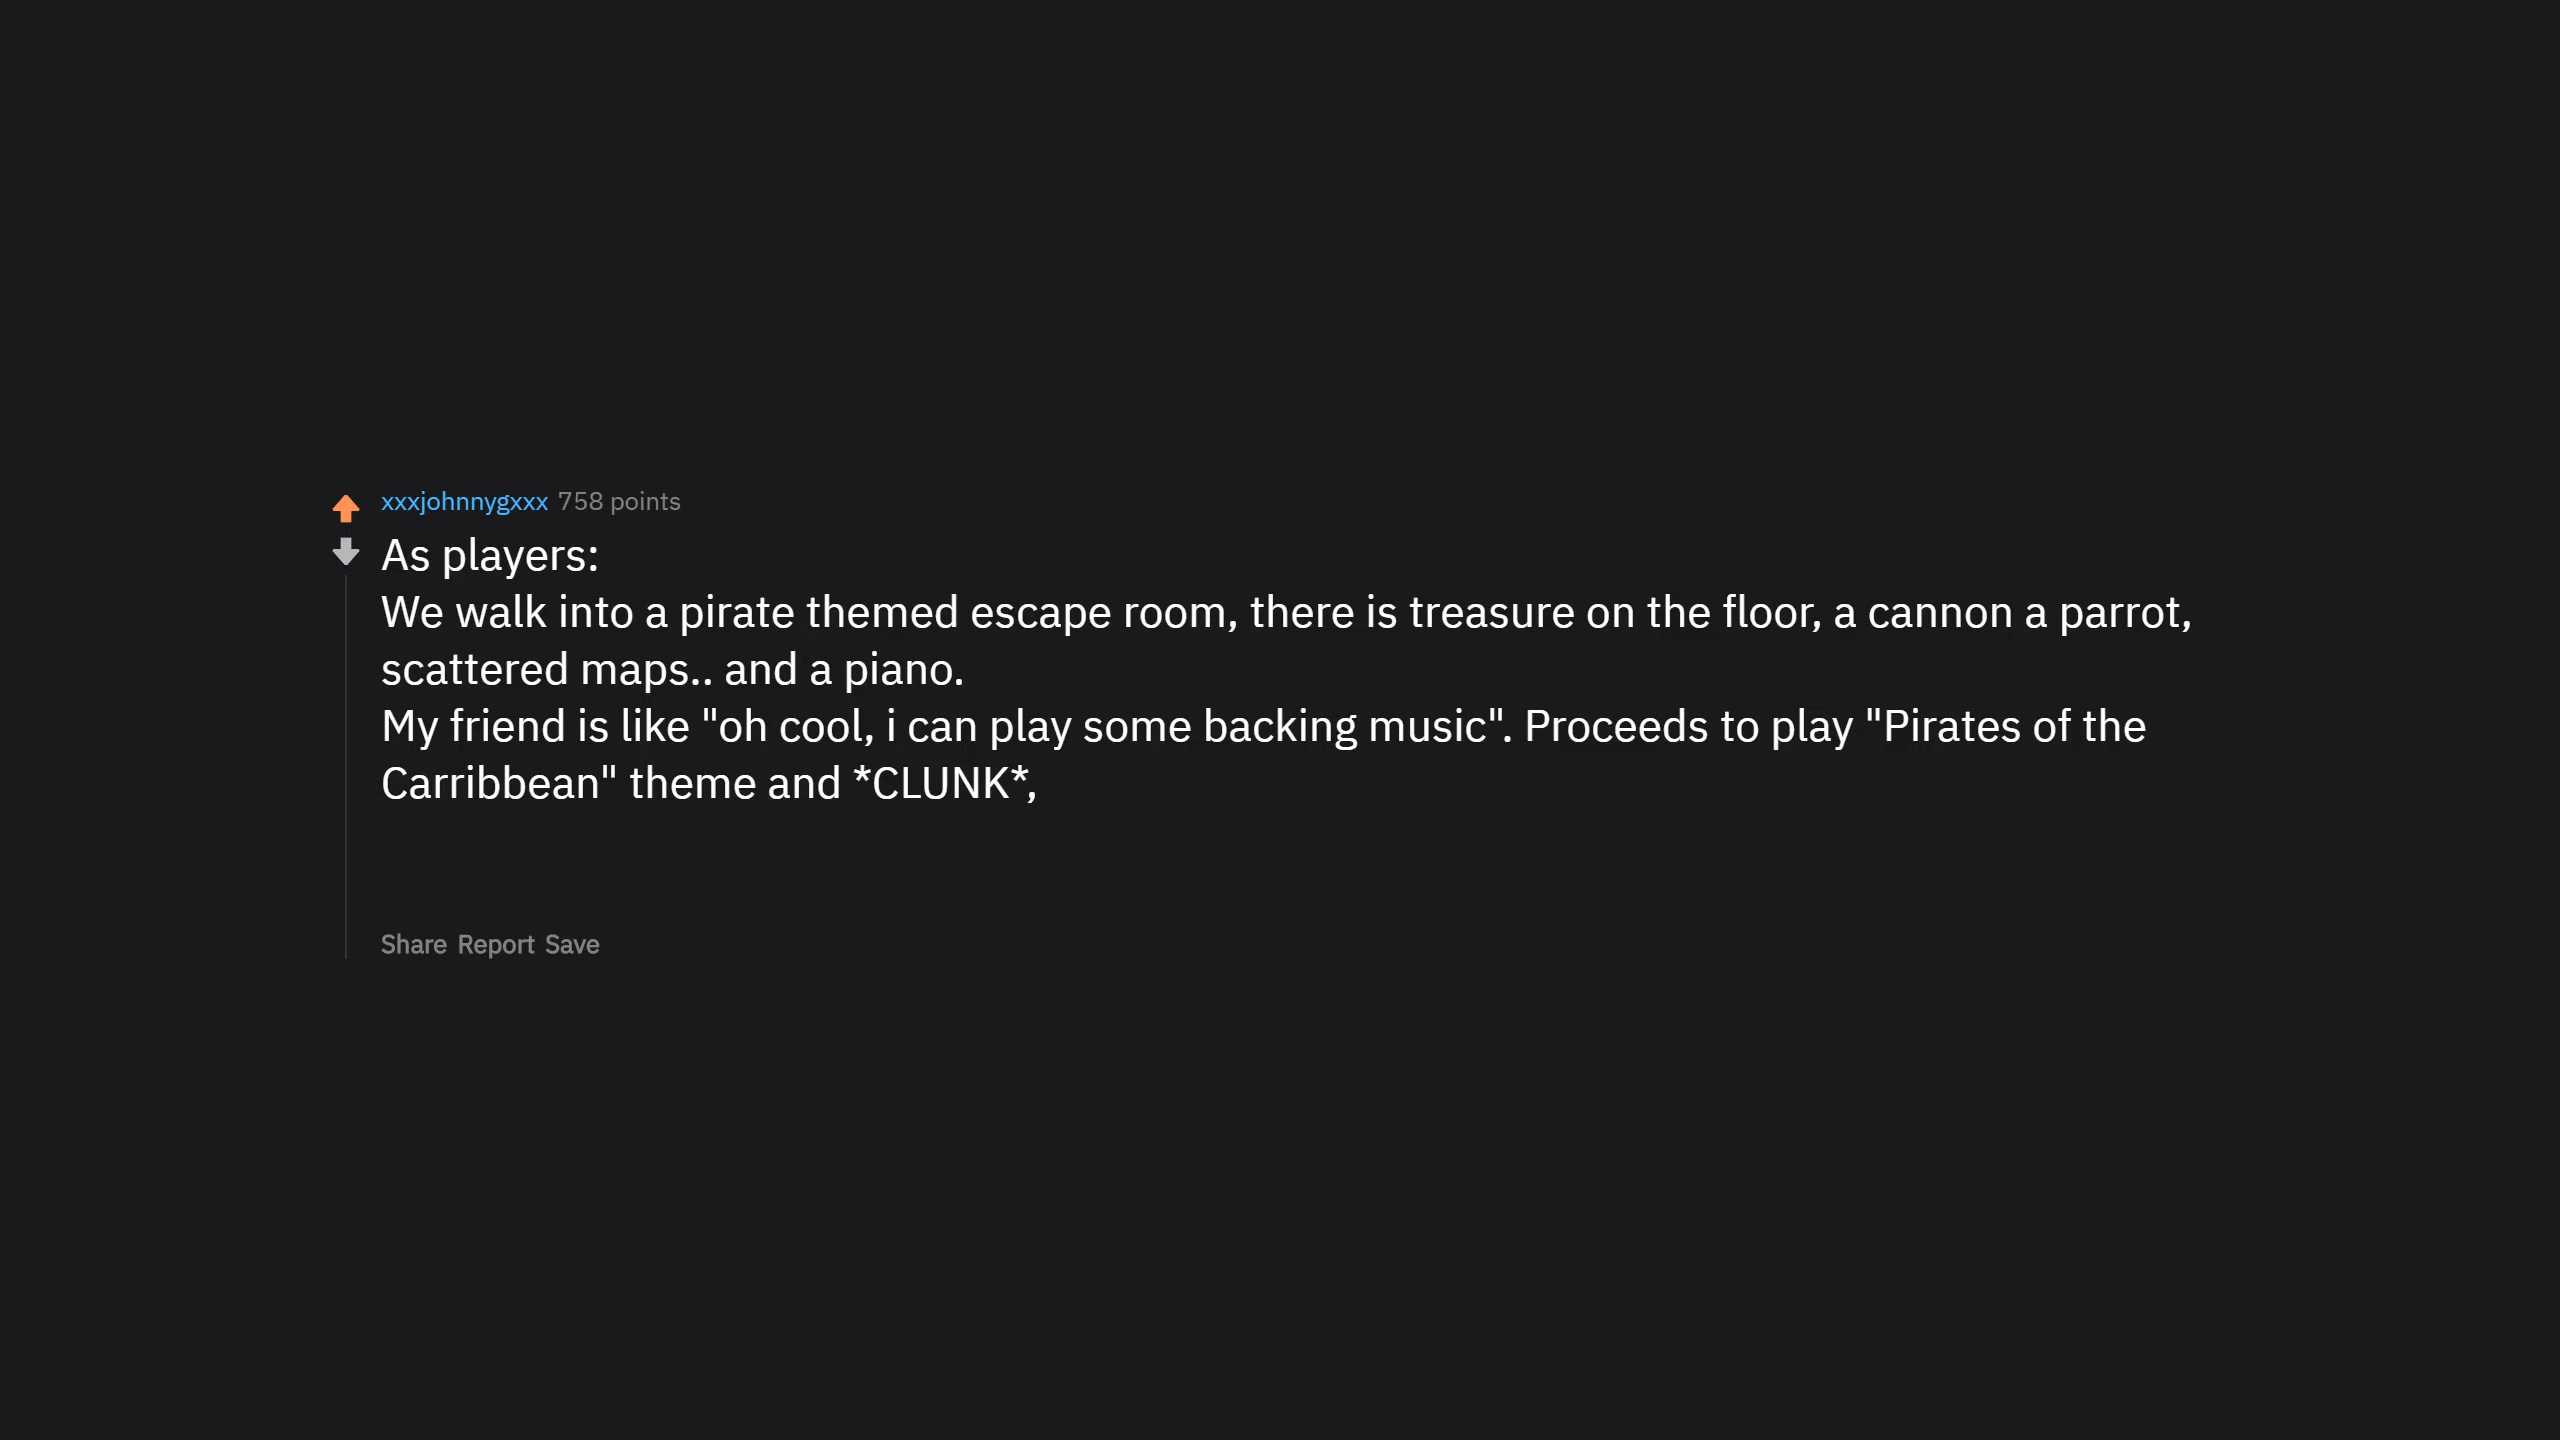 xxxjohnnygxxx 758 points
As players:
We walk into a pirate themed escape room, there is treasure on the floor, a cannon a parrot,
scattered maps.. and a piano.
My friend is like "oh cool, i can play some backing music". Proceeds to play "Pirates of the
Carribbean" theme and *CLUNK*,
Share Report Save